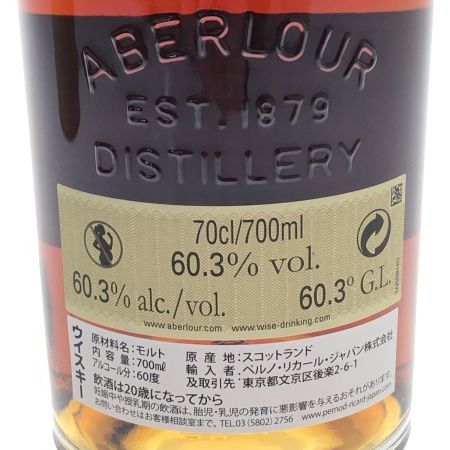 ABERLOUR
EST. 1879
DISTILLERY
70cl/700ml
60.3% vol.
60.3% alc./vol.
60.3° G.L.
www.aberlour.com www.wise-drinking.com
ウイスキー
原材料名：モルト
内容量：700mℓ
アルコール分：60度
原産地：スコットランド
輸入者：ペルノ・リカール・ジャパン株式会社
及取引先：東京都文京区後楽2-6-1
飲酒は20歳になってから
妊娠中や授乳期の飲酒は、胎児・乳児の発育に悪影響を与えるおそれがあります。
お問い合わせはお客様相談室まで。TEL.03(5802)2756
www.pernod-ricard-japan.com/